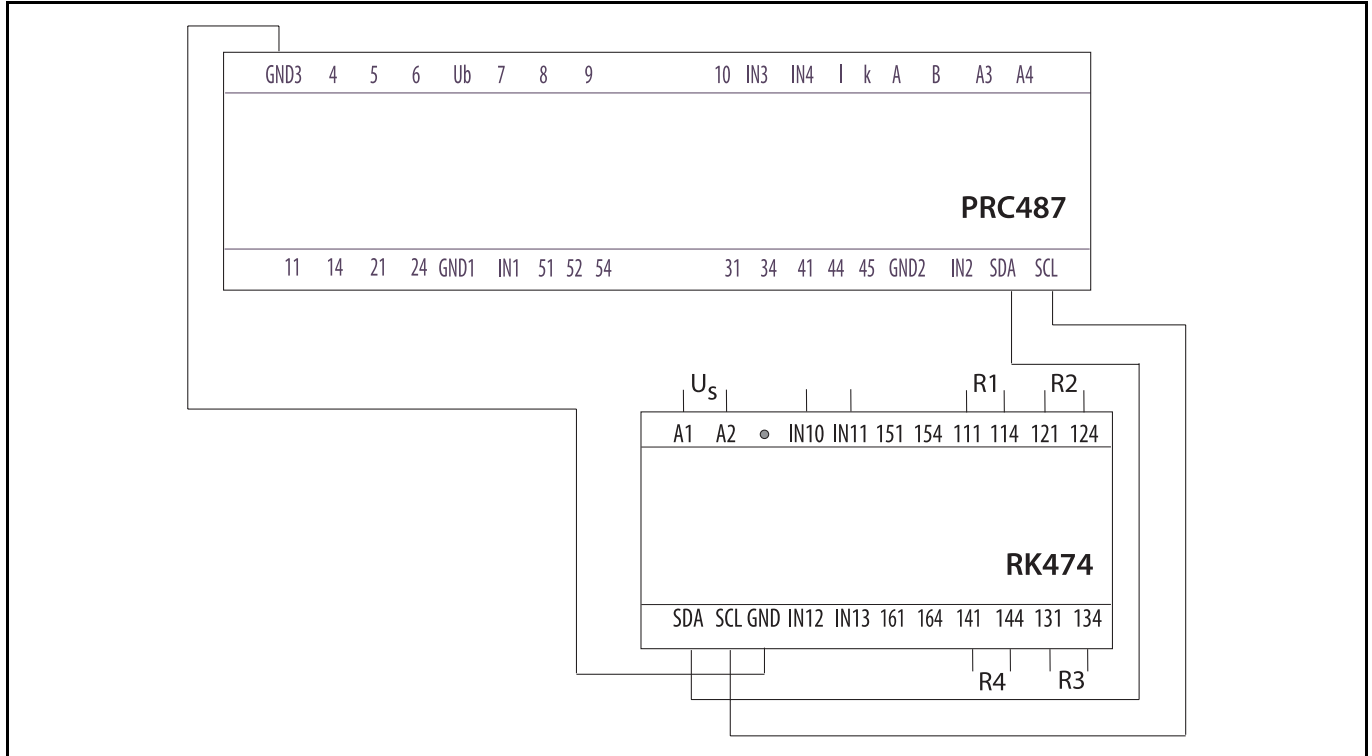 GND3 4 5 6 Ub 7 8 9 10 IN3 IN4 l k A B A3 A4
PRC487
11 14 21 24 GND1 IN1 51 52 54 31 34 41 44 45 GND2 IN2 SDA SCL
US R1 R2
A1 A2 IN10 IN11 151 154 111 114 121 124
RK474
SDA SCL GND IN12 IN13 161 164 141 144 131 134
R4 R3